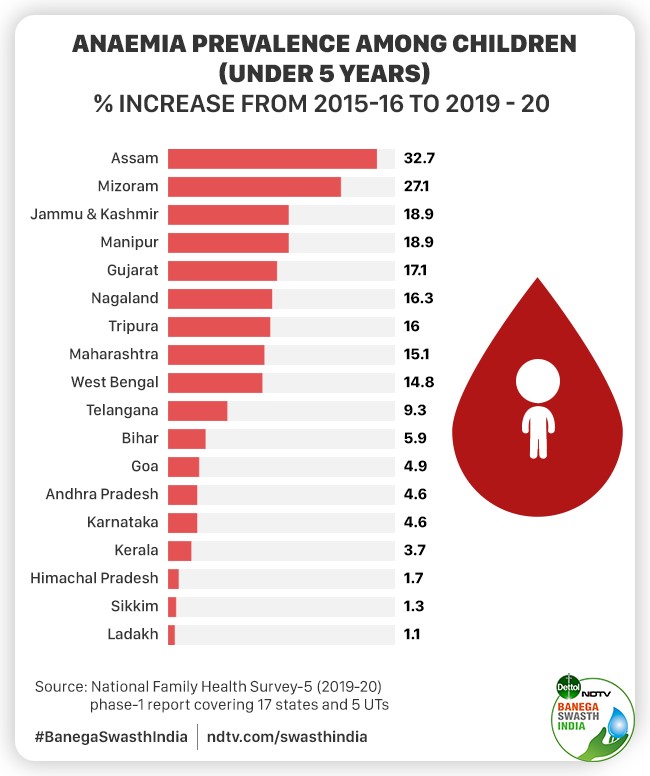 ANAEMIA PREVALENCE AMONG CHILDREN
(UNDER 5 YEARS)
% INCREASE FROM 2015-16 TO 2019 - 20
Assam 32.7
Mizoram 27.1
Jammu & Kashmir 18.9
Manipur 18.9
Gujarat 17.1
Nagaland 16.3
Tripura 16
Maharashtra 15.1
West Bengal 14.8
Telangana 9.3
Bihar 5.9
Goa 4.9
Andhra Pradesh 4.6
Karnataka 4.6
Kerala 3.7
Himachal Pradesh 1.7
Sikkim 1.3
Ladakh 1.1
Source: National Family Health Survey-5 (2019-20)
phase-1 report covering 17 states and 5 UTs
#BanegaSwasthIndia | ndtv.com/swasthindia
Dettol NDTV
BANEGA
SWASTH
INDIA